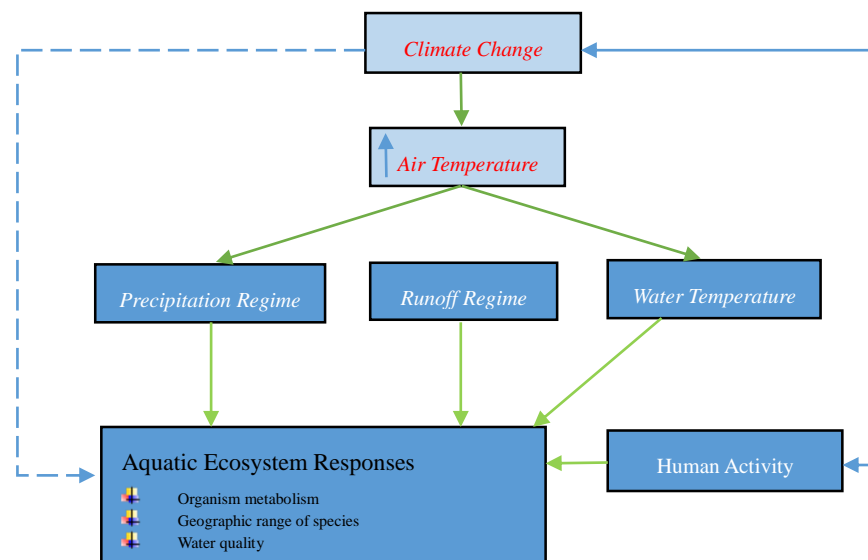 Climate Change
Air Temperature
Precipitation Regime
Runoff Regime
Water Temperature
Aquatic Ecosystem Responses
Organism metabolism
Geographic range of species
Water quality
Human Activity